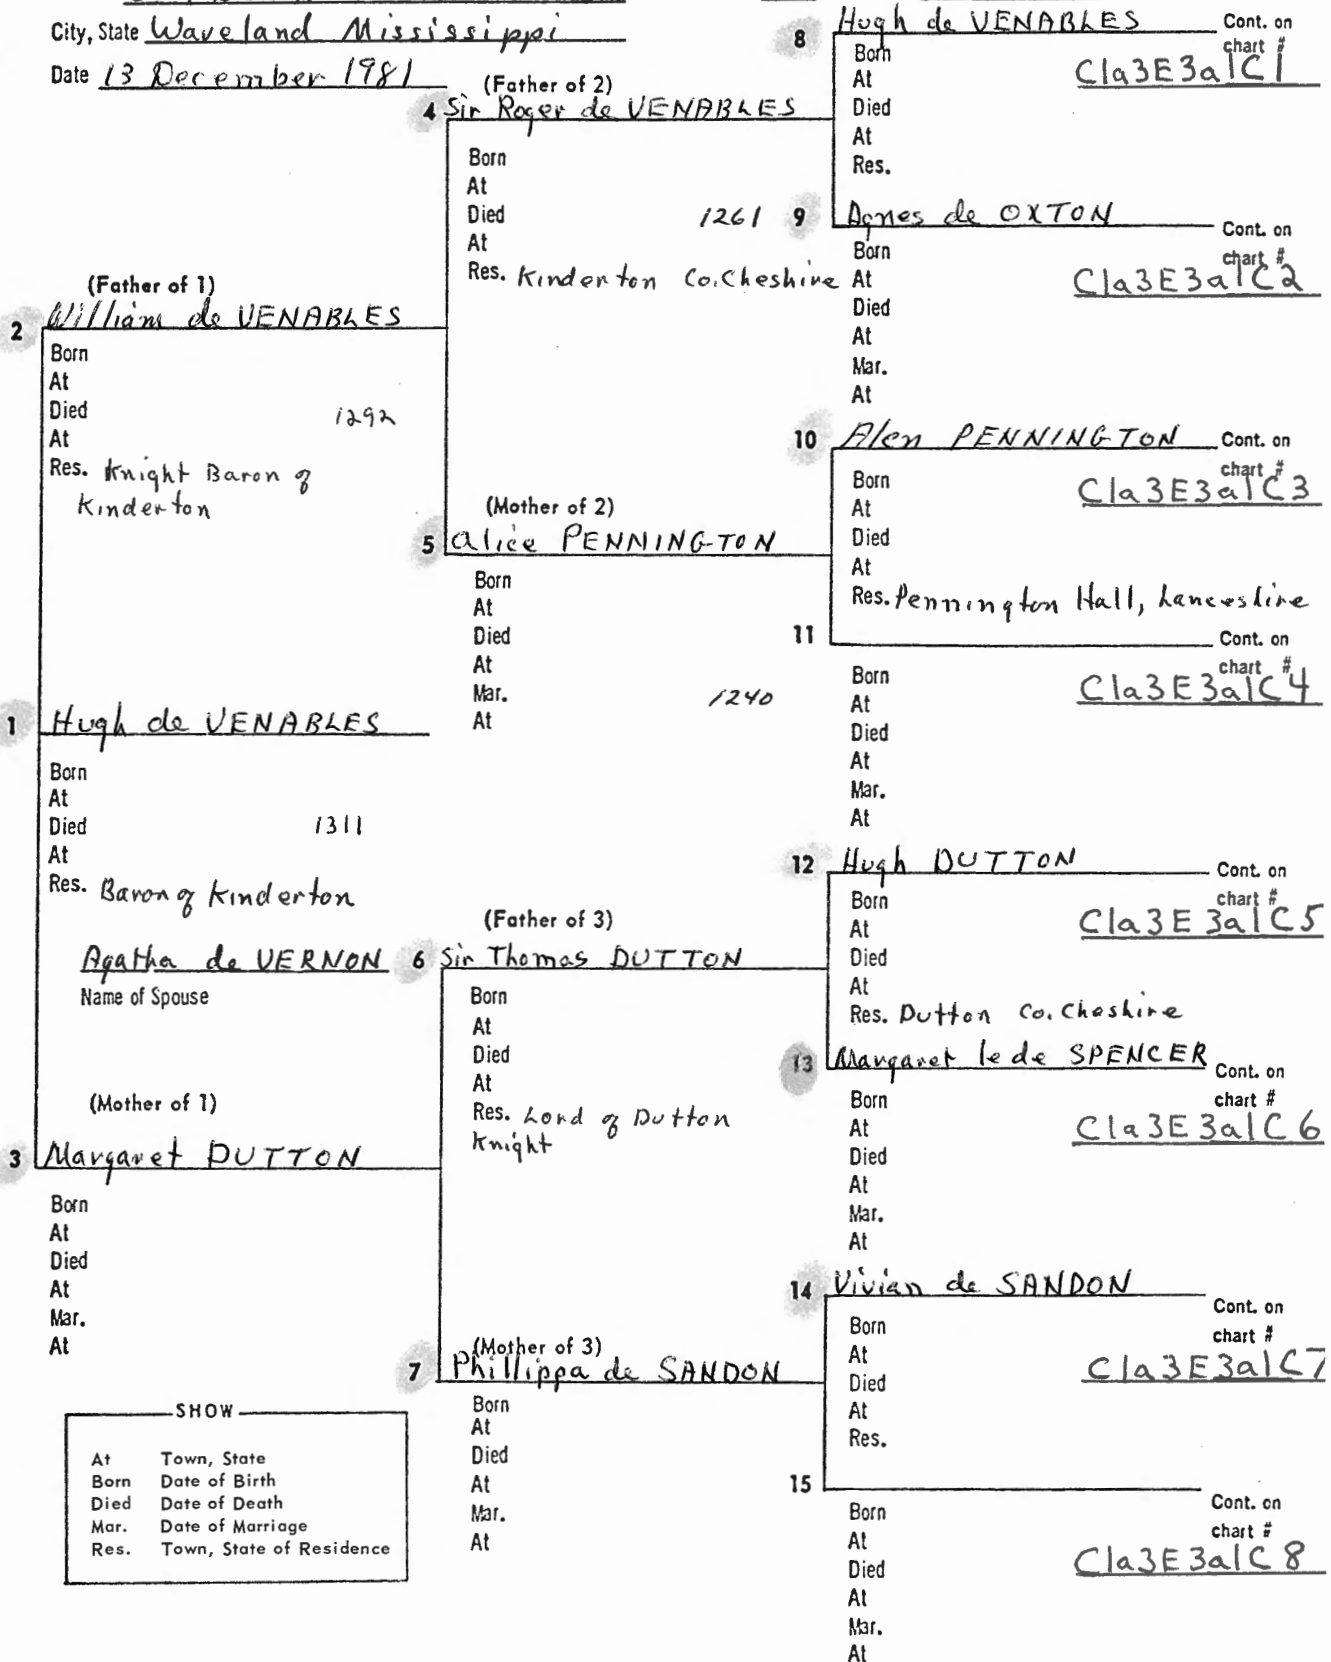 City, State Waveland Mississippi
Date 13 December 1981
8 Hugh de VENABLES
Cont. on
chart #
C1a3E3a1C1
Born
At
Died
At
Res.
(Father of 2)
4 Sir Roger de VENABLES
Born
At
Died 1261
At
Res. Kinderton Co. Cheshire
9 Agnes de OXTON
Cont. on
chart #
C1a3E3a1C2
Born
At
Died
At
Mar.
At
(Father of 1)
2 William de VENABLES
Born
At
Died 1292
At
Res. Knight Baron of
Kinderton
10 Alen PENNINGTON
Cont. on
chart #
C1a3E3a1C3
Born
At
Died
At
Res. Pennington Hall, Lanceshire
(Mother of 2)
5 Alice PENNINGTON
Born
At
Died
At
Mar. 1240
At
11
Cont. on
chart #
C1a3E3a1C4
Born
At
Died
At
Mar.
At
1 Hugh de VENABLES
Born
At
Died 1311
At
Res. Baron of Kinderton
Agatha de VERNON
Name of Spouse
12 Hugh DUTTON
Cont. on
chart #
C1a3E3a1C5
Born
At
Died
At
Res. Dutton Co. Cheshire
(Father of 3)
6 Sir Thomas DUTTON
Born
At
Died
At
Res. Lord of Dutton
Knight
13 Margaret le de SPENCER
Cont. on
chart #
C1a3E3a1C6
Born
At
Died
At
Mar.
At
(Mother of 1)
3 Margaret DUTTON
Born
At
Died
At
Mar.
At
14 Vivian de SANDON
Cont. on
chart #
C1a3E3a1C7
Born
At
Died
At
Res.
(Mother of 3)
7 Phillippa de SANDON
Born
At
Died
At
Mar.
At
15
Cont. on
chart #
C1a3E3a1C8
Born
At
Died
At
Mar.
At
SHOW
At Town, State
Born Date of Birth
Died Date of Death
Mar. Date of Marriage
Res. Town, State of Residence